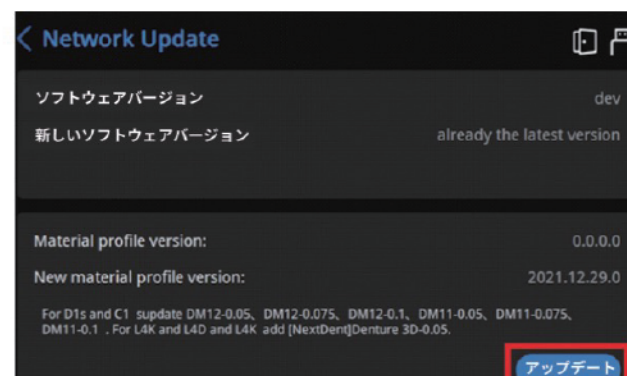 Network Update
ソフトウェアバージョン dev
新しいソフトウェアバージョン already the latest version
Material profile version: 0.0.0.0
New material profile version: 2021.12.29.0
For D1s and C1 supdate DM12-0.05、DM12-0.075、DM12-0.1、DM11-0.05、DM11-0.075、
DM11-0.1 . For L4K and L4D and L4K add [NextDent]Denture 3D-0.05.
アップデート